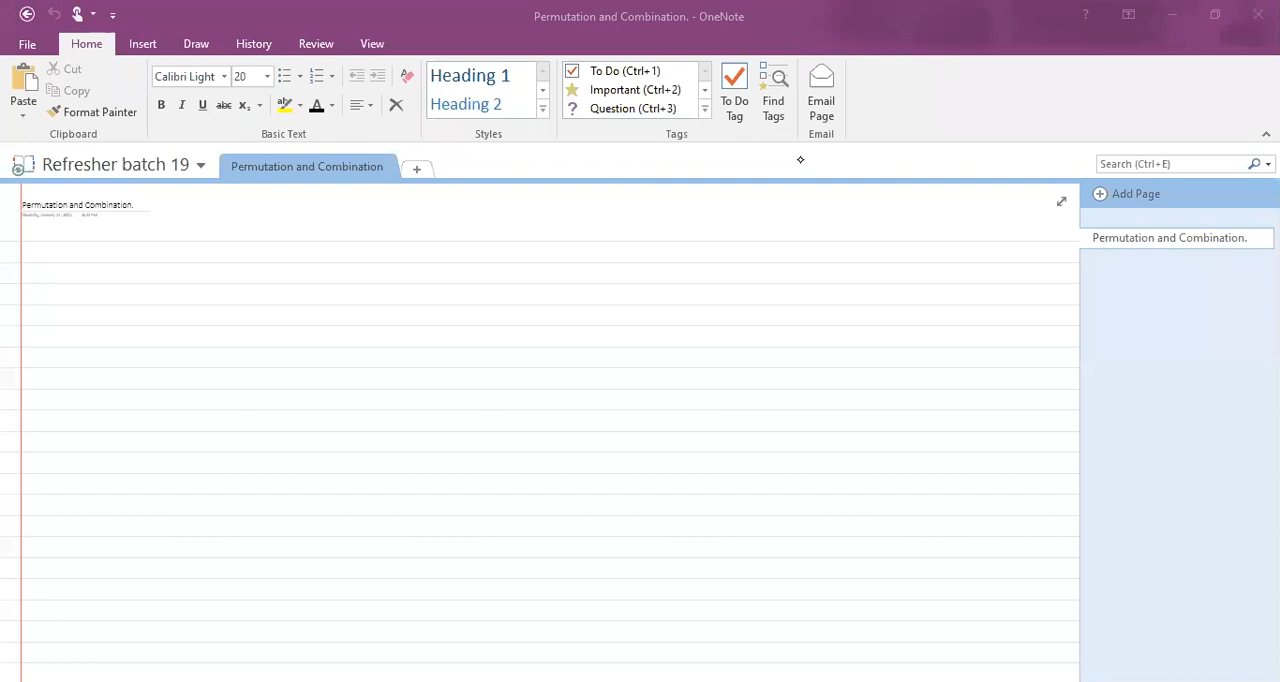 Permutation and Combination. - OneNote
?
File
Home
Insert
Draw
History
Review
View
Paste
Cut
Copy
Format Painter
Clipboard
Calibri Light
20
B
I
U
abc
X₂
ab
A
Basic Text
Heading 1
Heading 2
Styles
To Do (Ctrl+1)
Important (Ctrl+2)
? Question (Ctrl+3)
Tags
To Do
Tag
Find
Tags
Email
Page
Email
Refresher batch 19
Permutation and Combination
+
Search (Ctrl+E)
Add Page
Permutation and Combination.
Permutation and Combination.